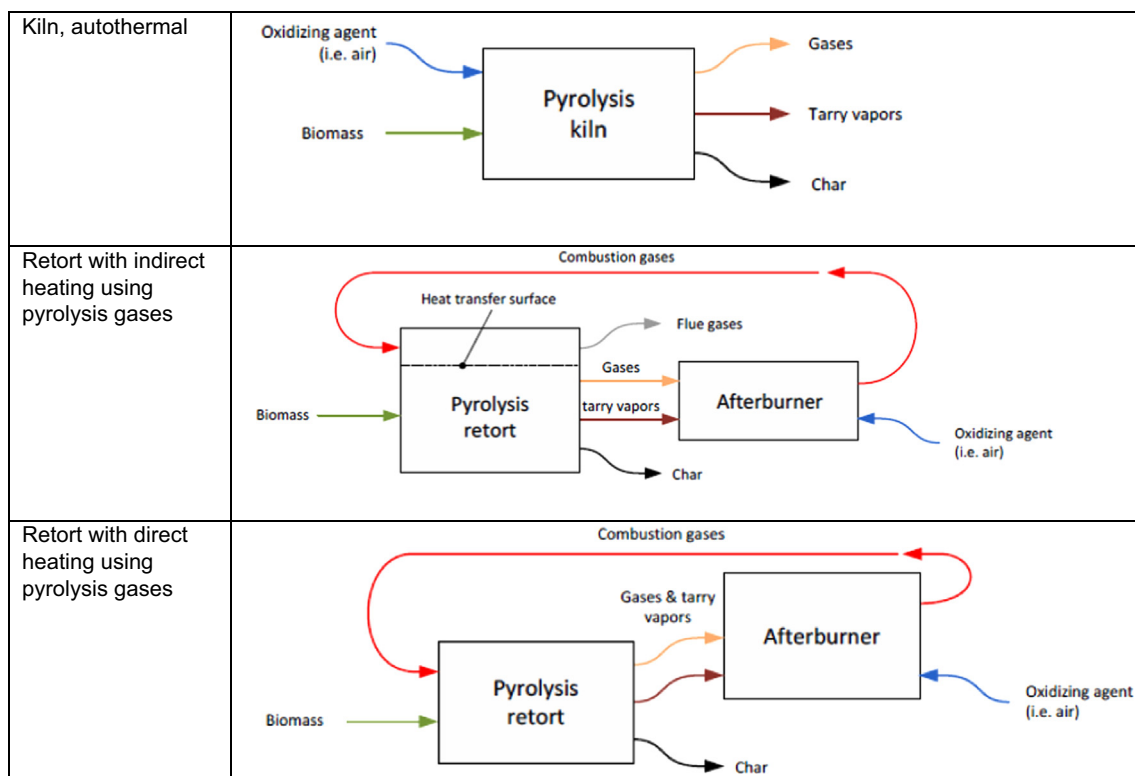 Kiln, autothermal
Oxidizing agent
(i.e. air)
Biomass
Pyrolysis
kiln
Gases
Tarry vapors
Char
Retort with indirect
heating using
pyrolysis gases
Combustion gases
Heat transfer surface
Flue gases
Gases
Biomass
Pyrolysis
retort
tarry vapors
Afterburner
Oxidizing agent
(i.e. air)
Char
Retort with direct
heating using
pyrolysis gases
Combustion gases
Gases & tarry
vapors
Afterburner
Pyrolysis
retort
Biomass
Oxidizing agent
(i.e. air)
Char